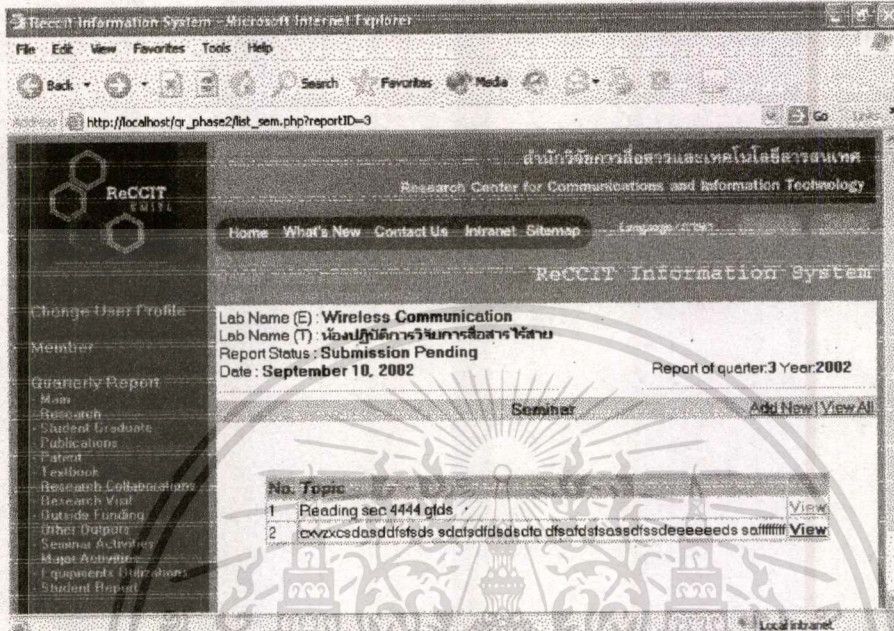 Reccit Information System - Microsoft Internet Explorer
File Edit View Favorites Tools Help
Back Search Favorites Media
Address http://localhost/qr_phase2/list_sem.php?reportID=3 Go Links
ReCCIT
KMITL
สำนักวิจัยการสื่อสารและเทคโนโลยีสารสนเทศ
Research Center for Communications and Information Technology
Home What's New Contact Us Intranet Sitemap
ReCCIT Information System
Change User Profile
Member
Quarterly Report
- Main
- Research
- Student Graduate
- Publications
- Patent
- Textbook
- Research Collaborations
- Research Visit
- Outside Funding
- Other Outputs
- Seminar Activities
- Major Activities
- Equipments Utilizations
- Student Report
Lab Name (E) : Wireless Communication
Lab Name (T) : ห้องปฏิบัติการวิจัยการสื่อสารไร้สาย
Report Status : Submission Pending
Date : September 10, 2002
Report of quarter:3 Year:2002
Seminar
Add New | View All
No. Topic
1 Reading sec 4444 gfds View
2 View
Local intranet